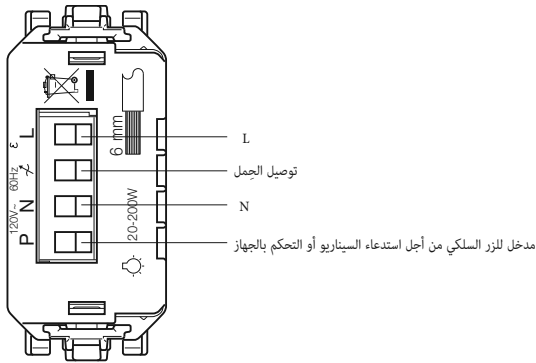 L
توصيل الحِمل
N
مدخل للزر السلكي من أجل استدعاء السيناريو أو التحكم بالجهاز
P N L
120V~ 60Hz
6 mm
20-200W